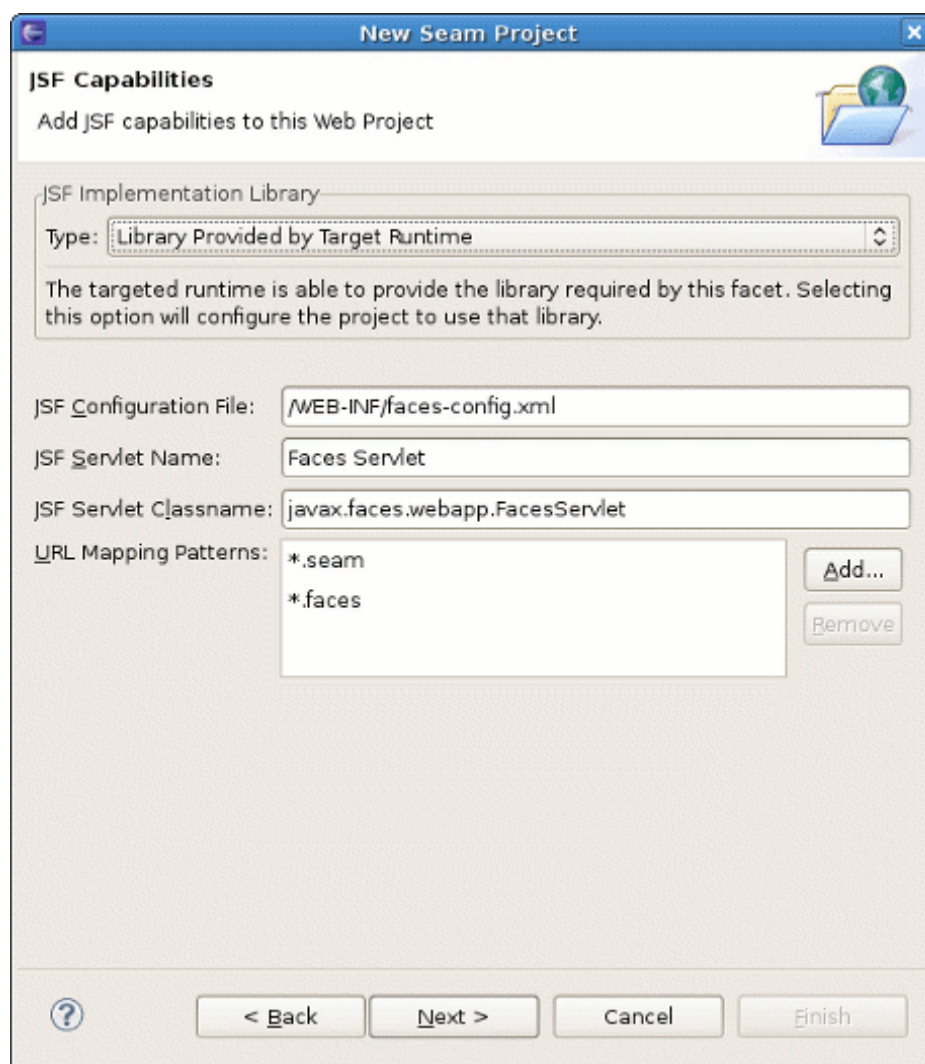 New Seam Project
JSF Capabilities
Add JSF capabilities to this Web Project
JSF Implementation Library
Type: Library Provided by Target Runtime
The targeted runtime is able to provide the library required by this facet. Selecting
this option will configure the project to use that library.
JSF Configuration File: /WEB-INF/faces-config.xml
JSF Servlet Name: Faces Servlet
JSF Servlet Classname: javax.faces.webapp.FacesServlet
URL Mapping Patterns: *.seam
Add...
*.faces
Remove
? < Back Next > Cancel Finish